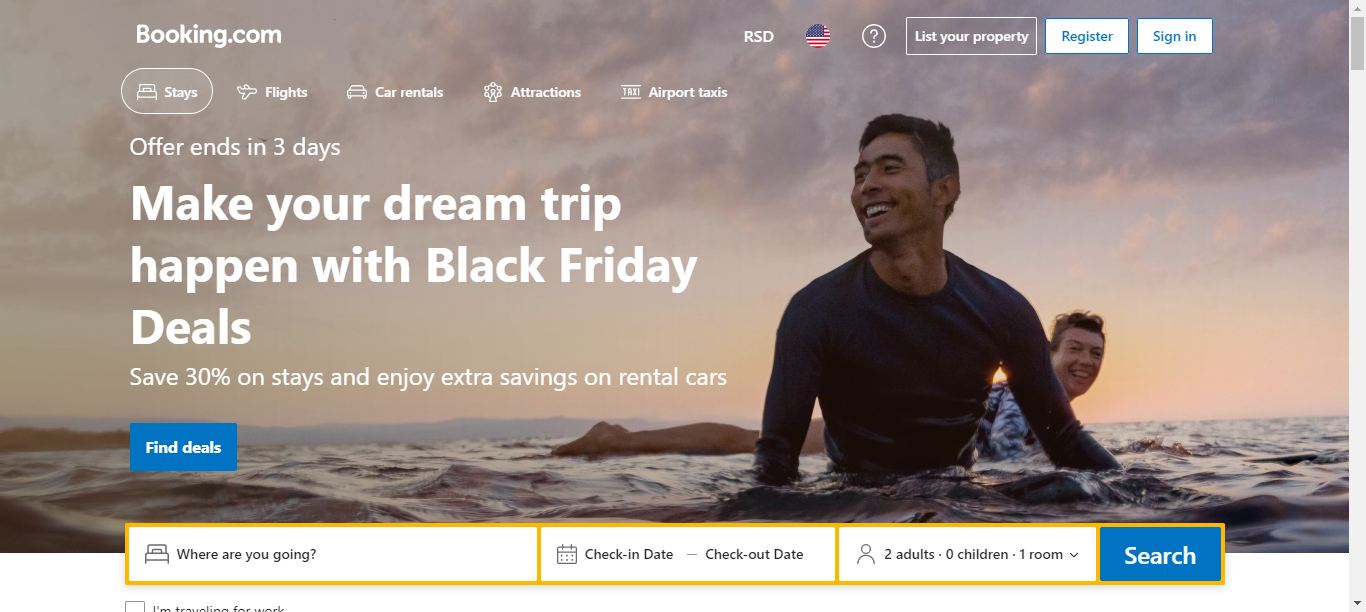 Booking.com
RSD
List your property
Register
Sign in
Stays
Flights
Car rentals
Attractions
TAXI Airport taxis
Offer ends in 3 days
Make your dream trip
happen with Black Friday
Deals
Save 30% on stays and enjoy extra savings on rental cars
Find deals
Where are you going?
Check-in Date — Check-out Date
2 adults · 0 children · 1 room
Search
I'm traveling for work